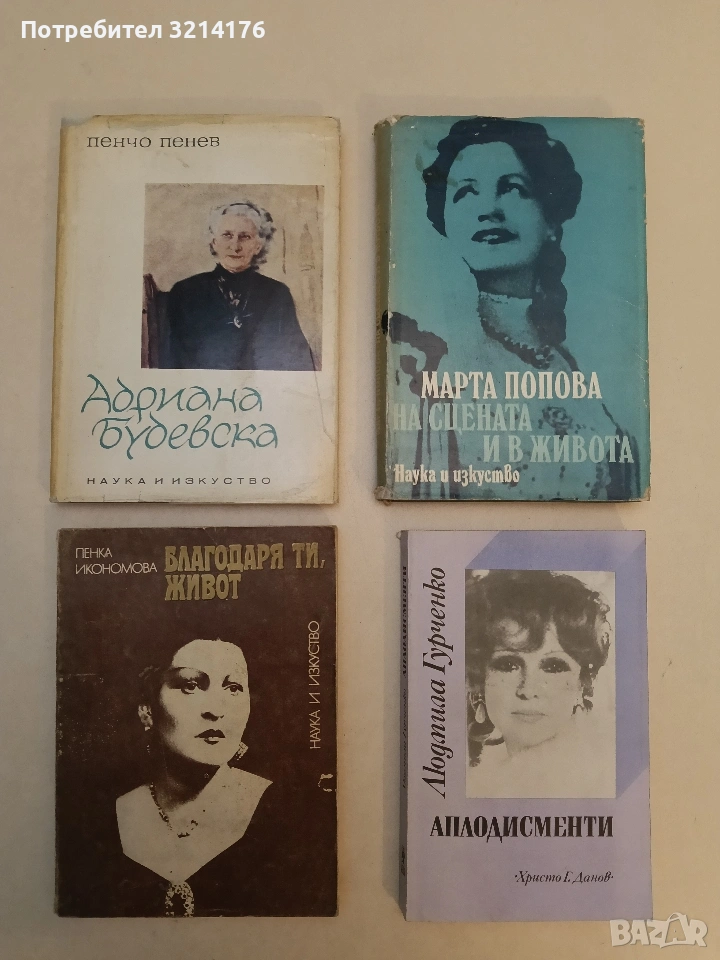 Потребител 3214176
ПЕНЧО ПЕНЕВ
Адриана
Будевска
НАУКА И ИЗКУСТВО
МАРТА ПОПОВА
НА СЦЕНАТА
И В ЖИВОТА
Наука и изкуство
ПЕНКА
ИКОНОМОВА
БЛАГОДАРЯ ТИ,
ЖИВОТ
НАУКА И ИЗКУСТВО
Людмила Гурченко
АПЛОДИСМЕНТИ
·Христо Г. Данов·
BAZAR